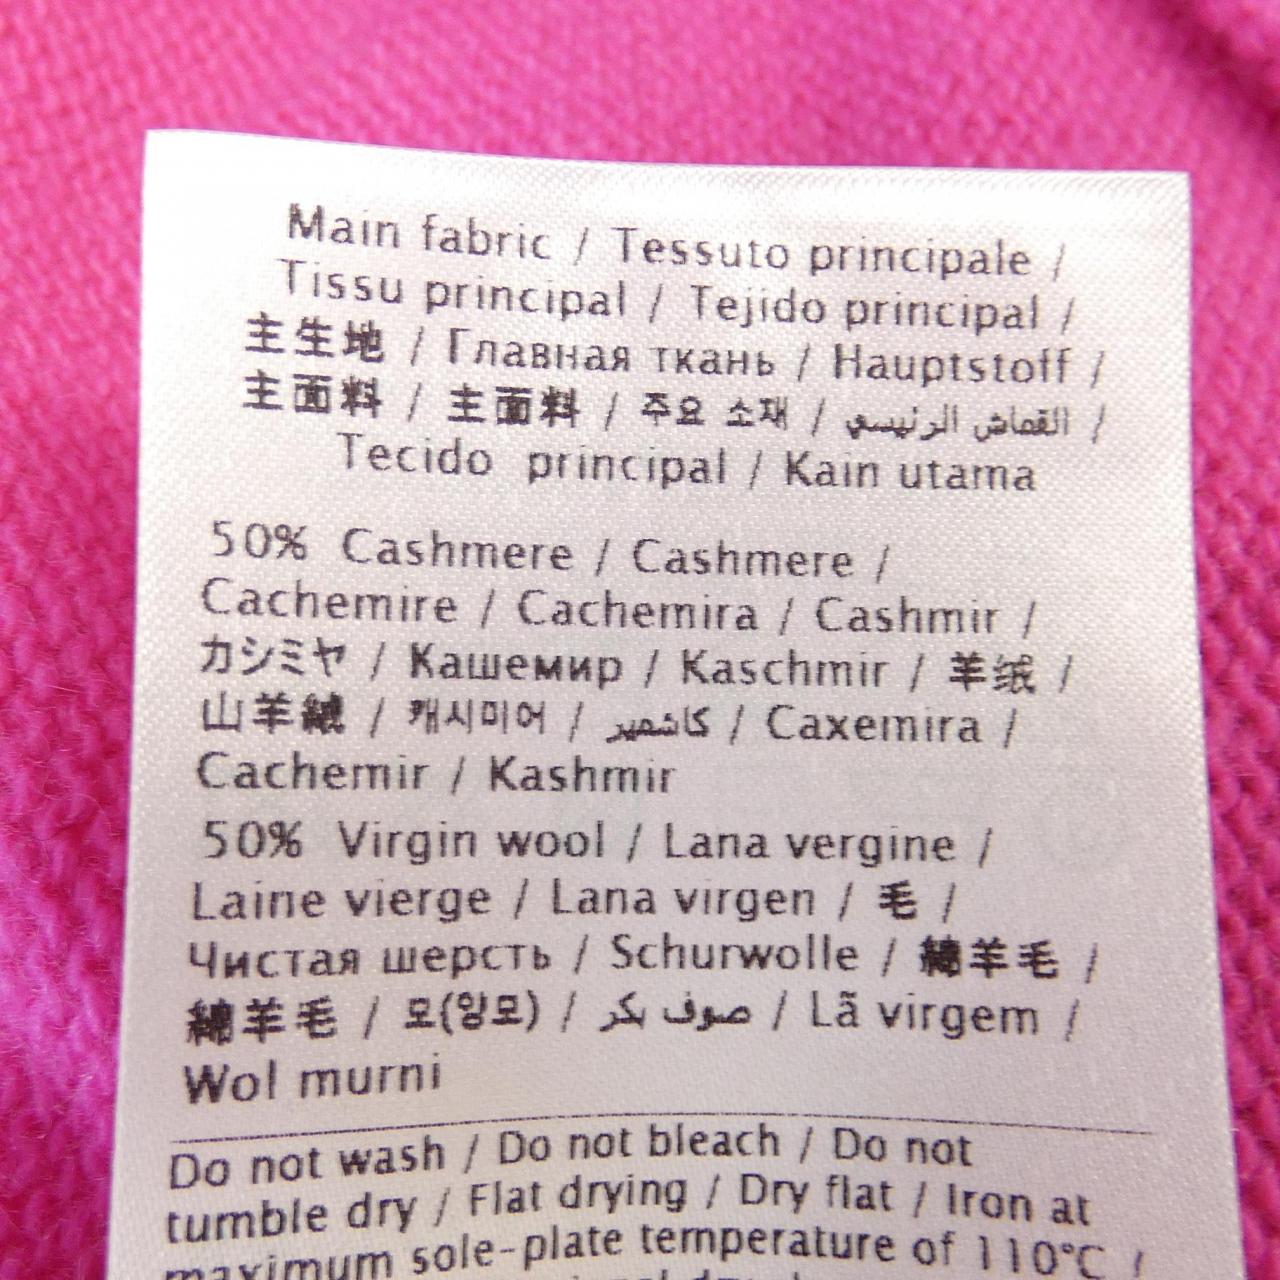 Main fabric / Tessuto principale /
Tissu principal / Tejido principal /
主生地 / Главная ткань / Hauptstoff /
主面料 / 主面料 / 주요 소재 / القماش الرئيسي /
Tecido principal / Kain utama
50% Cashmere / Cashmere /
Cachemire / Cachemira / Cashmir /
カシミヤ / Кашемир / Kaschmir / 羊绒 /
山羊絨 / 캐시미어 / كاشمير / Caxemira /
Cachemir / Kashmir
50% Virgin wool / Lana vergine /
Laine vierge / Lana virgen / 毛 /
Чистая шерсть / Schurwolle / 綿羊毛 /
綿羊毛 / 모(양모) / صوف بكر / Lã virgem /
Wol murni
Do not wash / Do not bleach / Do not
tumble dry / Flat drying / Dry flat / Iron at
maximum sole-plate temperature of 110°C /